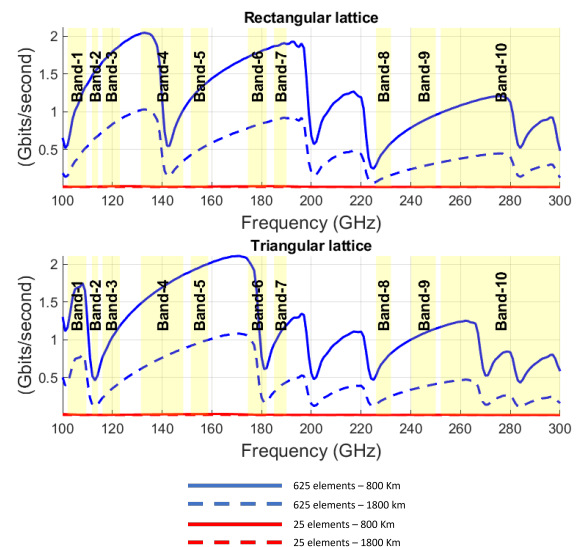 Rectangular lattice
(Gbits/second)
2
1.5
1
0.5
0
Band-1
Band-2
Band-3
Band-4
Band-5
Band-6
Band-7
Band-8
Band-9
Band-10
100 120 140 160 180 200 220 240 260 280 300
Frequency (GHz)
Triangular lattice
(Gbits/second)
2
1.5
1
0.5
0
Band-1
Band-2
Band-3
Band-4
Band-5
Band-6
Band-7
Band-8
Band-9
Band-10
100 120 140 160 180 200 220 240 260 280 300
Frequency (GHz)
625 elements – 800 Km
625 elements – 1800 Km
25 elements – 800 Km
25 elements – 1800 Km